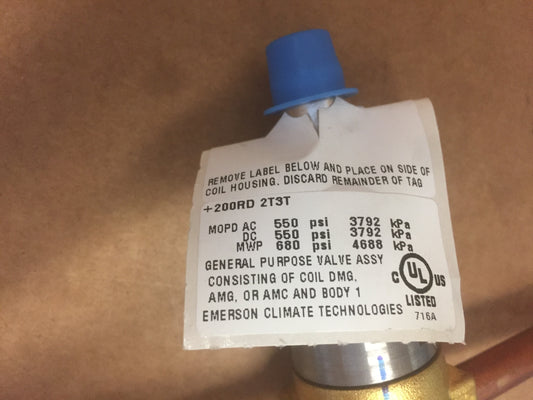 REMOVE LABEL BELOW AND PLACE ON SIDE OF
COIL HOUSING. DISCARD REMAINDER OF TAG
+200RD 2T3T
MOPD AC 550 psi 3792 kPa
DC 550 psi 3792 kPa
MWP 680 psi 4688 kPa
GENERAL PURPOSE VALVE ASSY
CONSISTING OF COIL DMG,
AMG, OR AMC AND BODY 1
EMERSON CLIMATE TECHNOLOGIES
C UL US
LISTED
716A